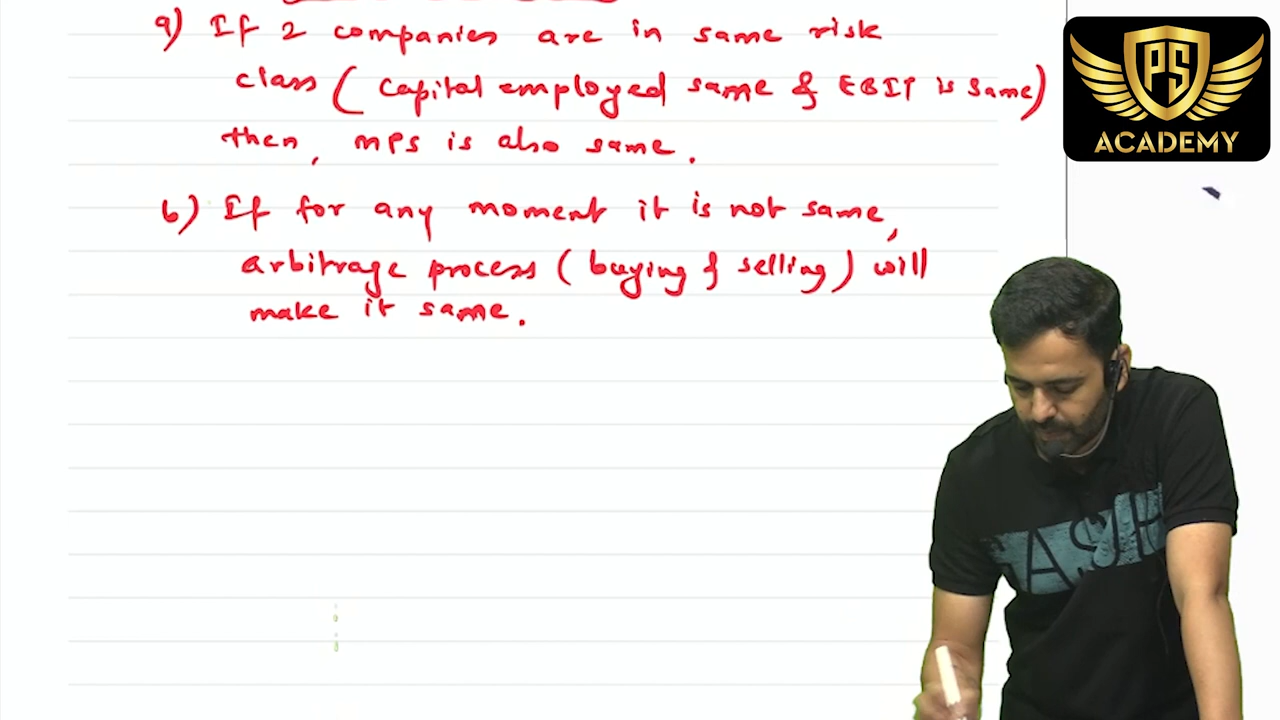 a) If 2 companies are in same risk
class ( capital employed same & EBIT is same)
then, MPS is also same.
b) If for any moment it is not same,
arbitrage process ( buying & selling ) will
make it same.
PS
ACADEMY